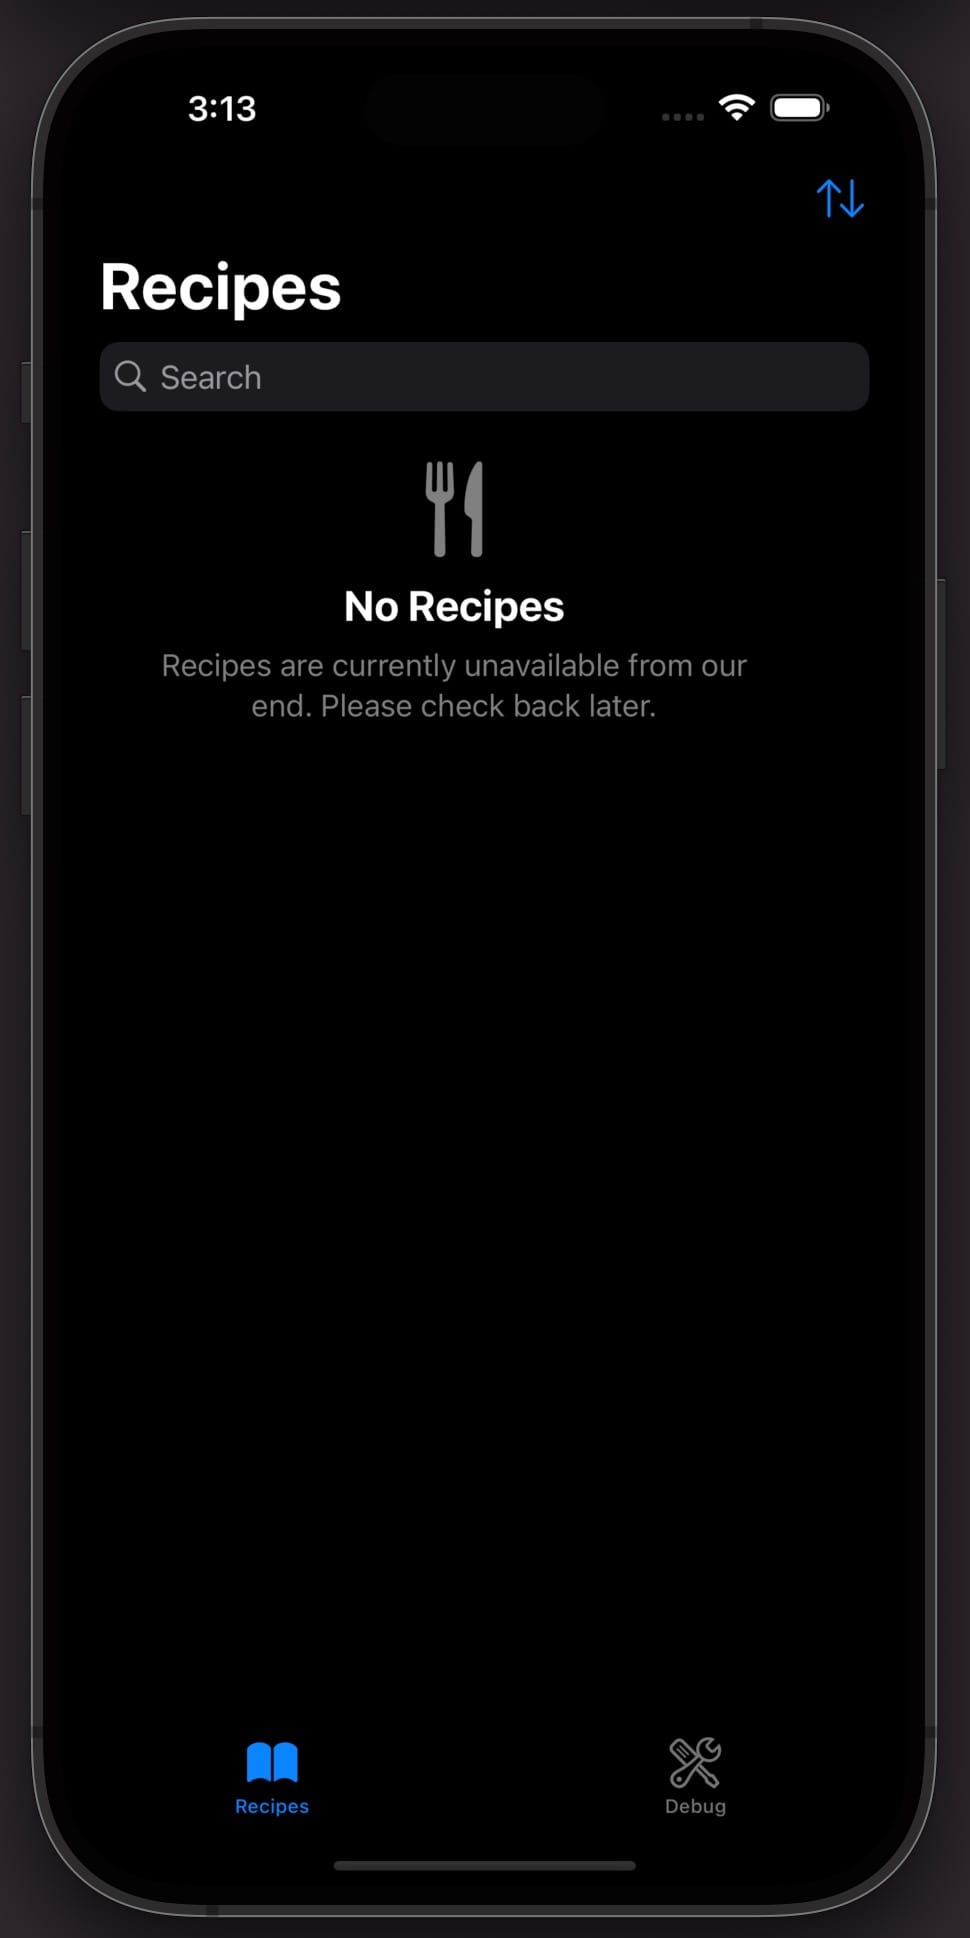 3:13
Recipes
Search
No Recipes
Recipes are currently unavailable from our
end. Please check back later.
Recipes
Debug